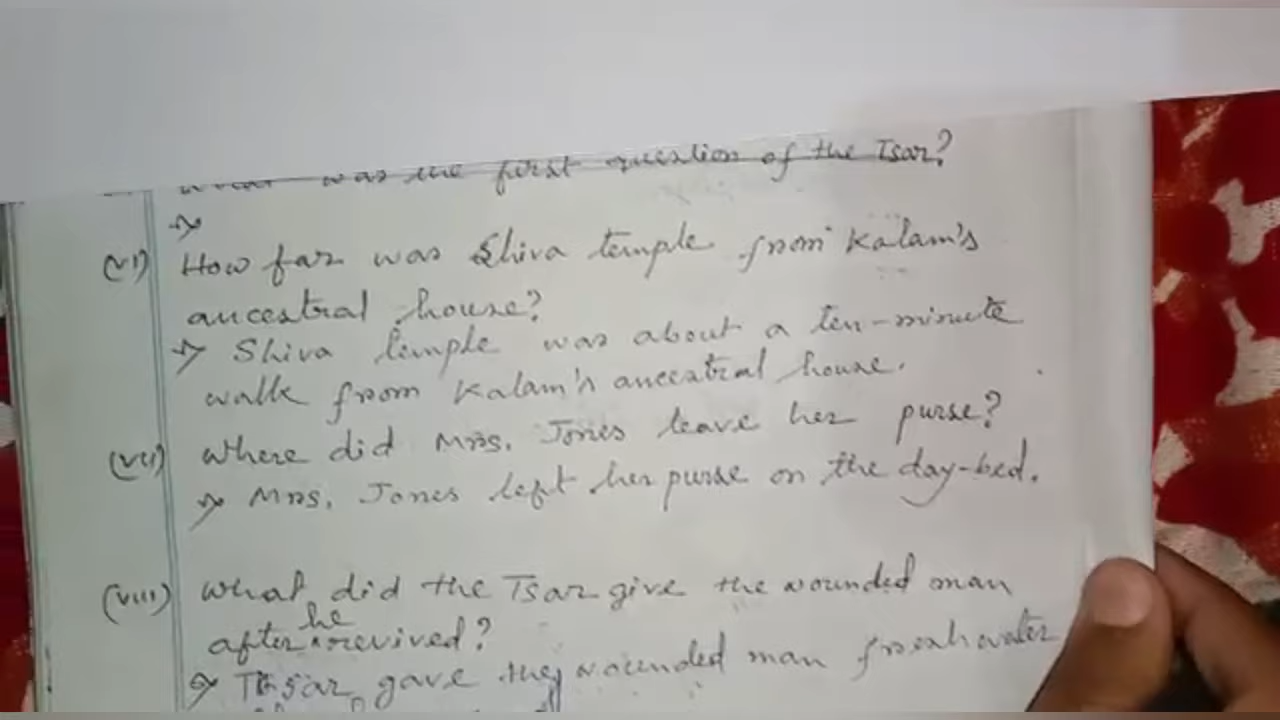 was the first question of the Tsar?
(vi) How far was Shiva temple from Kalam's
ancestral house?
→ Shiva temple was about a ten-minute
walk from Kalam's ancestral house.
(vii) Where did Mrs. Jones leave her purse?
→ Mrs. Jones left her purse on the day-bed.
(viii) What did the Tsar give the wounded man
after he revived?
→ Tsar gave the wounded man fresh water